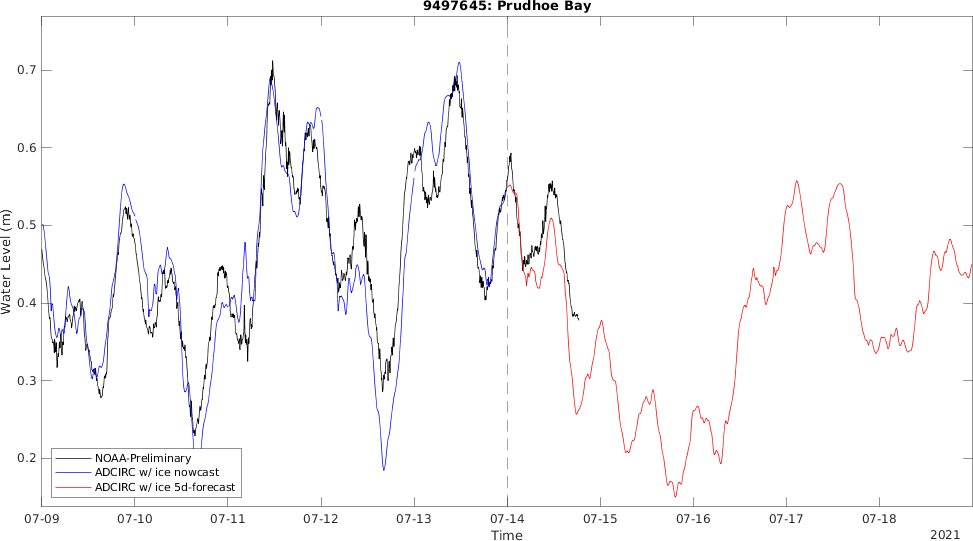 9497645: Prudhoe Bay
Water Level (m)
0.7
0.6
0.5
0.4
0.3
0.2
NOAA-Preliminary
ADCIRC w/ ice nowcast
ADCIRC w/ ice 5d-forecast
07-09 07-10 07-11 07-12 07-13 07-14 07-15 07-16 07-17 07-18
Time
2021